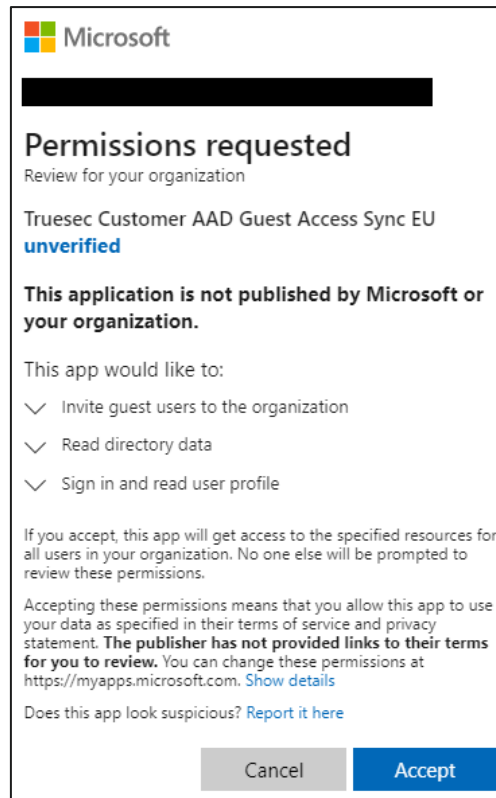 Microsoft
Permissions requested
Review for your organization
Truesec Customer AAD Guest Access Sync EU
unverified
This application is not published by Microsoft or
your organization.
This app would like to:
Invite guest users to the organization
Read directory data
Sign in and read user profile
If you accept, this app will get access to the specified resources for
all users in your organization. No one else will be prompted to
review these permissions.
Accepting these permissions means that you allow this app to use
your data as specified in their terms of service and privacy
statement. The publisher has not provided links to their terms
for you to review. You can change these permissions at
https://myapps.microsoft.com. Show details
Does this app look suspicious? Report it here
Cancel
Accept